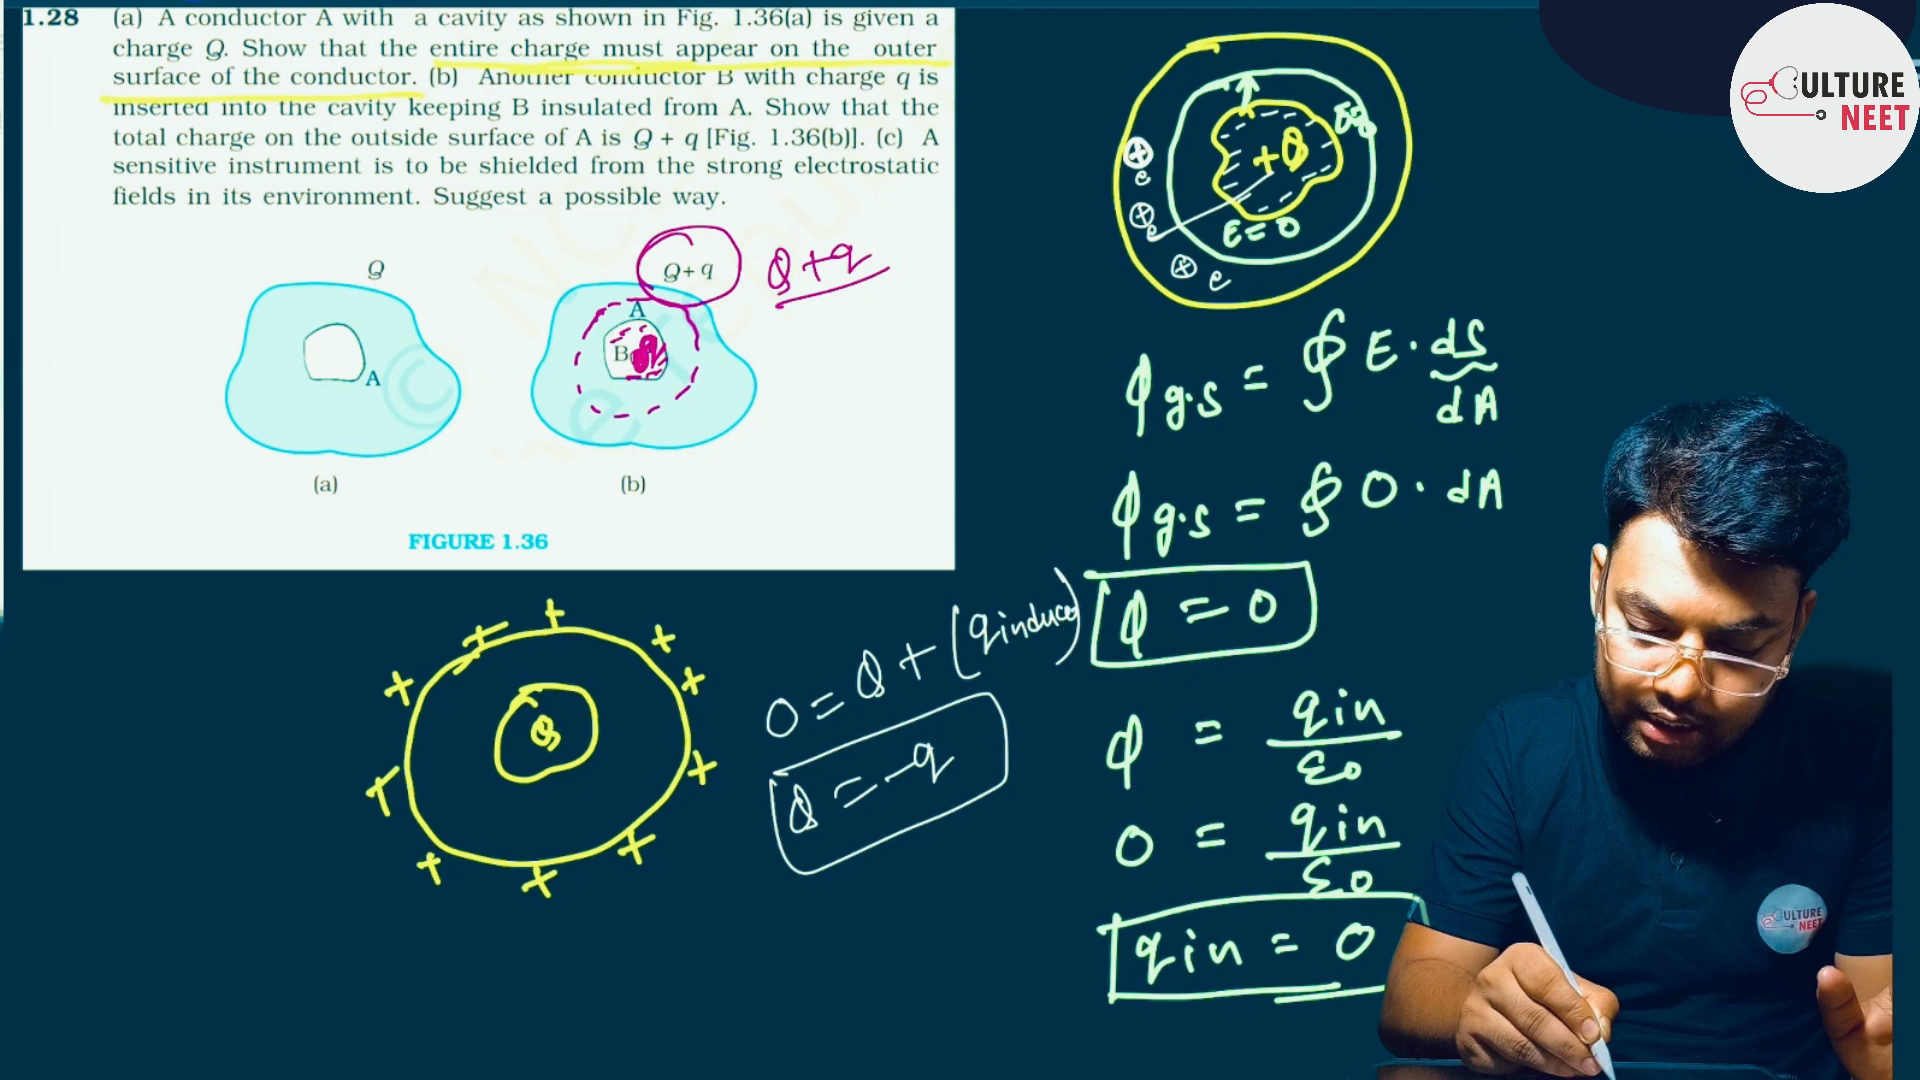 1.28 (a) A conductor A with a cavity as shown in Fig. 1.36(a) is given a
charge Q. Show that the entire charge must appear on the outer
surface of the conductor. (b) Another conductor B with charge q is
inserted into the cavity keeping B insulated from A. Show that the
total charge on the outside surface of A is Q + q [Fig. 1.36(b)]. (c) A
sensitive instrument is to be shielded from the strong electrostatic
fields in its environment. Suggest a possible way.
Q
A
(a)
Q+ q
Q+q
A
B
(b)
FIGURE 1.36
CULTURE
NEET
+Q
E=0
e
e
e
ϕ g.s = ∮ E · dS
dA
ϕ g.s = ∮ 0 · dA
ϕ = 0
ϕ = qin/ε0
0 = qin/ε0
qin = 0
0 = Q + (qinduced)
Q = -q
Q
+ + + + + + + + + +
CULTURE
NEET